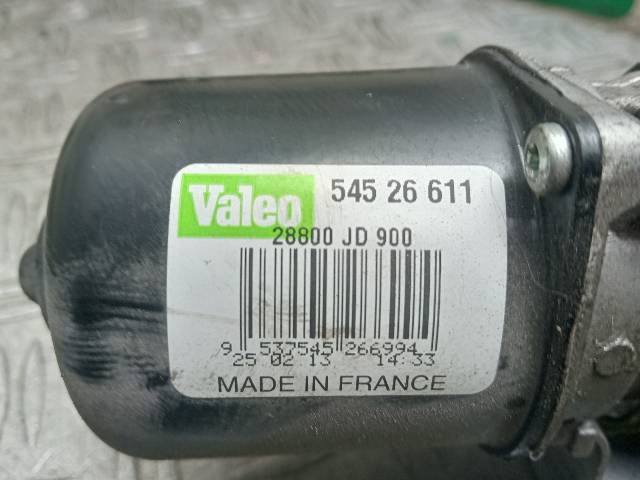 Valeo 545 26 611
28800 JD 900
9 537545 266994
25 02 13 14:33
MADE IN FRANCE